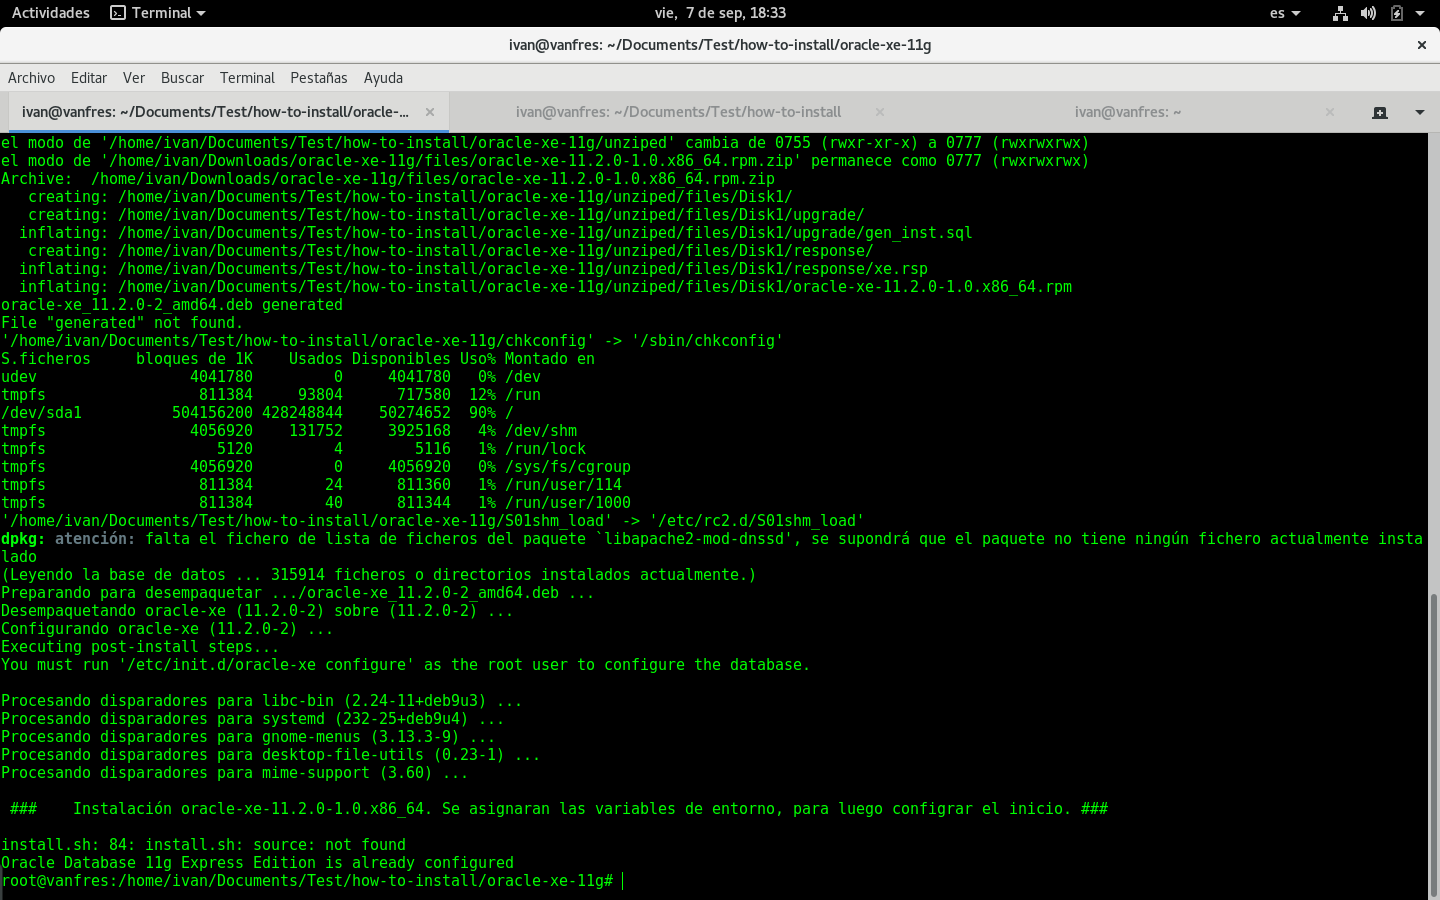 Actividades Terminal vie, 7 de sep, 18:33 es
ivan@vanfres: ~/Documents/Test/how-to-install/oracle-xe-11g
Archivo Editar Ver Buscar Terminal Pestañas Ayuda
ivan@vanfres: ~/Documents/Test/how-to-install/oracle-... ivan@vanfres: ~/Documents/Test/how-to-install ivan@vanfres: ~
el modo de '/home/ivan/Documents/Test/how-to-install/oracle-xe-11g/unziped' cambia de 0755 (rwxr-xr-x) a 0777 (rwxrwxrwx)
el modo de '/home/ivan/Downloads/oracle-xe-11g/files/oracle-xe-11.2.0-1.0.x86_64.rpm.zip' permanece como 0777 (rwxrwxrwx)
Archive:  /home/ivan/Downloads/oracle-xe-11g/files/oracle-xe-11.2.0-1.0.x86_64.rpm.zip
   creating: /home/ivan/Documents/Test/how-to-install/oracle-xe-11g/unziped/files/Disk1/
   creating: /home/ivan/Documents/Test/how-to-install/oracle-xe-11g/unziped/files/Disk1/upgrade/
  inflating: /home/ivan/Documents/Test/how-to-install/oracle-xe-11g/unziped/files/Disk1/upgrade/gen_inst.sql
   creating: /home/ivan/Documents/Test/how-to-install/oracle-xe-11g/unziped/files/Disk1/response/
  inflating: /home/ivan/Documents/Test/how-to-install/oracle-xe-11g/unziped/files/Disk1/response/xe.rsp
  inflating: /home/ivan/Documents/Test/how-to-install/oracle-xe-11g/unziped/files/Disk1/oracle-xe-11.2.0-1.0.x86_64.rpm
oracle-xe_11.2.0-2_amd64.deb generated
File "generated" not found.
'/home/ivan/Documents/Test/how-to-install/oracle-xe-11g/chkconfig' -> '/sbin/chkconfig'
S.ficheros     bloques de 1K    Usados Disponibles Uso% Montado en
udev                 4041780         0     4041780   0% /dev
tmpfs                 811384     93804      717580  12% /run
/dev/sda1          504156200 428248844    50274652  90% /
tmpfs                4056920    131752     3925168   4% /dev/shm
tmpfs                   5120         4        5116   1% /run/lock
tmpfs                4056920         0     4056920   0% /sys/fs/cgroup
tmpfs                 811384        24      811360   1% /run/user/114
tmpfs                 811384        40      811344   1% /run/user/1000
'/home/ivan/Documents/Test/how-to-install/oracle-xe-11g/S01shm_load' -> '/etc/rc2.d/S01shm_load'
dpkg: atención: falta el fichero de lista de ficheros del paquete `libapache2-mod-dnssd', se supondrá que el paquete no tiene ningún fichero actualmente insta
lado
(Leyendo la base de datos ... 315914 ficheros o directorios instalados actualmente.)
Preparando para desempaquetar .../oracle-xe_11.2.0-2_amd64.deb ...
Desempaquetando oracle-xe (11.2.0-2) sobre (11.2.0-2) ...
Configurando oracle-xe (11.2.0-2) ...
Executing post-install steps...
You must run '/etc/init.d/oracle-xe configure' as the root user to configure the database.
Procesando disparadores para libc-bin (2.24-11+deb9u3) ...
Procesando disparadores para systemd (232-25+deb9u4) ...
Procesando disparadores para gnome-menus (3.13.3-9) ...
Procesando disparadores para desktop-file-utils (0.23-1) ...
Procesando disparadores para mime-support (3.60) ...
 ###    Instalación oracle-xe-11.2.0-1.0.x86_64. Se asignaran las variables de entorno, para luego configrar el inicio. ###
install.sh: 84: install.sh: source: not found
Oracle Database 11g Express Edition is already configured
root@vanfres:/home/ivan/Documents/Test/how-to-install/oracle-xe-11g#